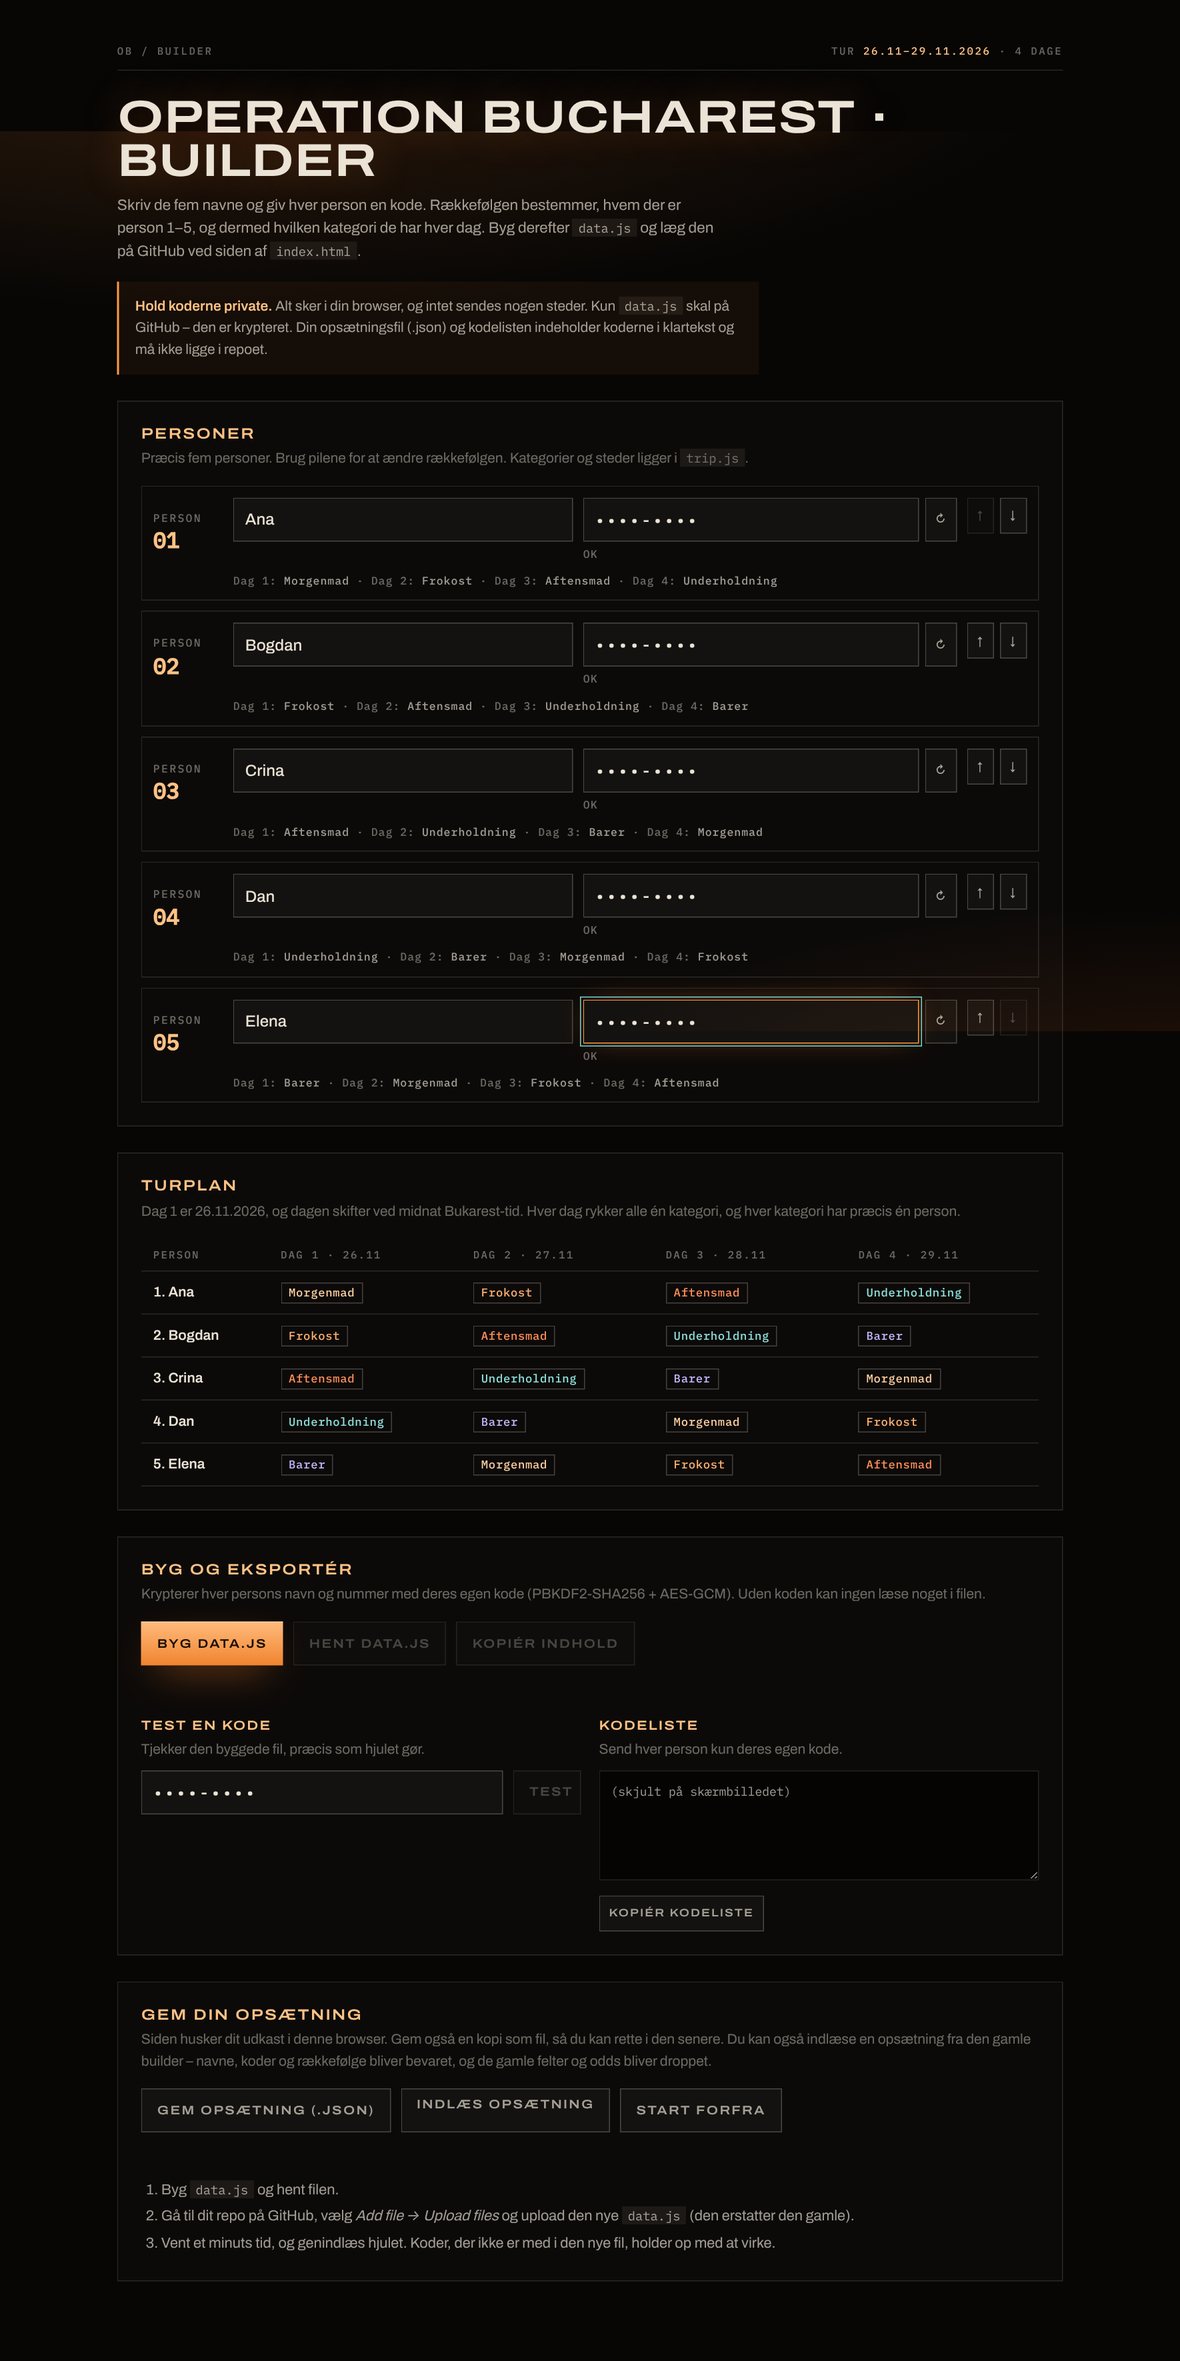 OB / BUILDER
TUR 26.11–29.11.2026 · 4 DAGE
OPERATION BUCHAREST ·
BUILDER
Skriv de fem navne og giv hver person en kode. Rækkefølgen bestemmer, hvem der er
person 1–5, og dermed hvilken kategori de har hver dag. Byg derefter data.js og læg den
på GitHub ved siden af index.html.
Hold koderne private. Alt sker i din browser, og intet sendes nogen steder. Kun data.js skal på
GitHub – den er krypteret. Din opsætningsfil (.json) og kodelisten indeholder koderne i klartekst og
må ikke ligge i repoet.
PERSONER
Præcis fem personer. Brug pilene for at ændre rækkefølgen. Kategorier og steder ligger i trip.js.
PERSON
01
Ana
••••-••••
↻ ↑ ↓
OK
Dag 1: Morgenmad · Dag 2: Frokost · Dag 3: Aftensmad · Dag 4: Underholdning
PERSON
02
Bogdan
••••-••••
↻ ↑ ↓
OK
Dag 1: Frokost · Dag 2: Aftensmad · Dag 3: Underholdning · Dag 4: Barer
PERSON
03
Crina
••••-••••
↻ ↑ ↓
OK
Dag 1: Aftensmad · Dag 2: Underholdning · Dag 3: Barer · Dag 4: Morgenmad
PERSON
04
Dan
••••-••••
↻ ↑ ↓
OK
Dag 1: Underholdning · Dag 2: Barer · Dag 3: Morgenmad · Dag 4: Frokost
PERSON
05
Elena
••••-••••
↻ ↑ ↓
OK
Dag 1: Barer · Dag 2: Morgenmad · Dag 3: Frokost · Dag 4: Aftensmad
TURPLAN
Dag 1 er 26.11.2026, og dagen skifter ved midnat Bukarest-tid. Hver dag rykker alle én kategori, og hver kategori har præcis én person.
PERSON DAG 1 · 26.11 DAG 2 · 27.11 DAG 3 · 28.11 DAG 4 · 29.11
1. Ana Morgenmad Frokost Aftensmad Underholdning
2. Bogdan Frokost Aftensmad Underholdning Barer
3. Crina Aftensmad Underholdning Barer Morgenmad
4. Dan Underholdning Barer Morgenmad Frokost
5. Elena Barer Morgenmad Frokost Aftensmad
BYG OG EKSPORTÉR
Krypterer hver persons navn og nummer med deres egen kode (PBKDF2-SHA256 + AES-GCM). Uden koden kan ingen læse noget i filen.
BYG DATA.JS HENT DATA.JS KOPIÉR INDHOLD
TEST EN KODE
Tjekker den byggede fil, præcis som hjulet gør.
••••-••••
TEST
KODELISTE
Send hver person kun deres egen kode.
(skjult på skærmbilledet)
KOPIÉR KODELISTE
GEM DIN OPSÆTNING
Siden husker dit udkast i denne browser. Gem også en kopi som fil, så du kan rette i den senere. Du kan også indlæse en opsætning fra den gamle
builder – navne, koder og rækkefølge bliver bevaret, og de gamle felter og odds bliver droppet.
GEM OPSÆTNING (.JSON) INDLÆS OPSÆTNING START FORFRA
1. Byg data.js og hent filen.
2. Gå til dit repo på GitHub, vælg Add file → Upload files og upload den nye data.js (den erstatter den gamle).
3. Vent et minuts tid, og genindlæs hjulet. Koder, der ikke er med i den nye fil, holder op med at virke.